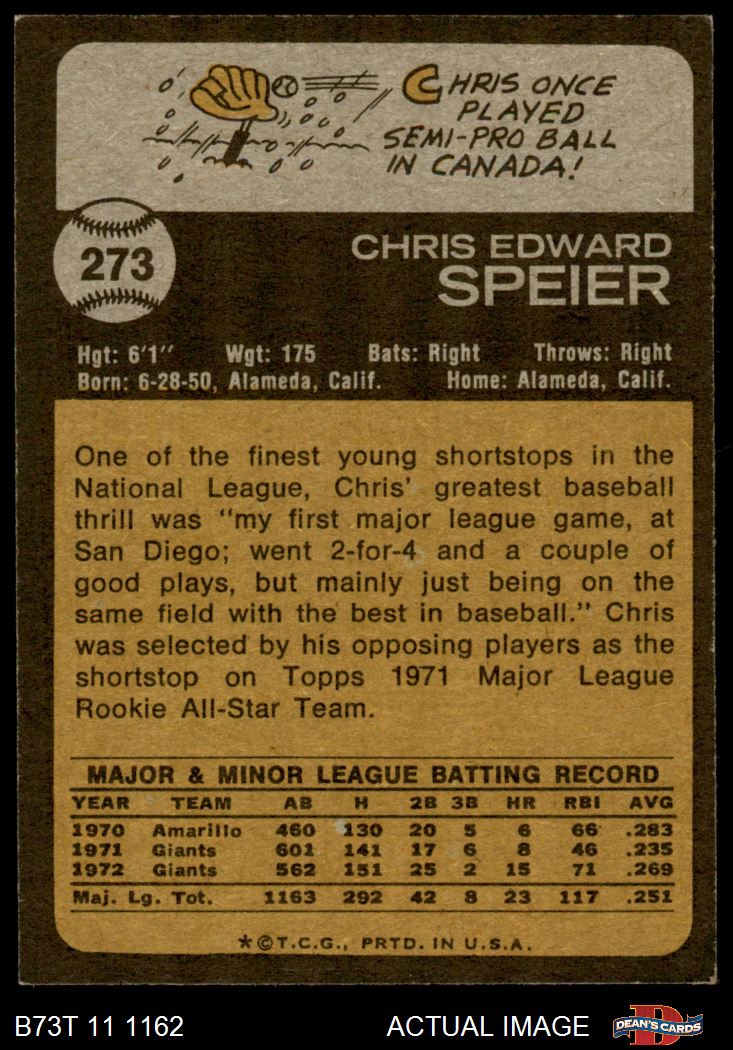 CHRIS ONCE
PLAYED
SEMI-PRO BALL
IN CANADA!
273
CHRIS EDWARD
SPEIER
Hgt: 6'1" Wgt: 175 Bats: Right Throws: Right
Born: 6-28-50, Alameda, Calif. Home: Alameda, Calif.
One of the finest young shortstops in the
National League, Chris' greatest baseball
thrill was "my first major league game, at
San Diego; went 2-for-4 and a couple of
good plays, but mainly just being on the
same field with the best in baseball." Chris
was selected by his opposing players as the
shortstop on Topps 1971 Major League
Rookie All-Star Team.
MAJOR & MINOR LEAGUE BATTING RECORD
YEAR TEAM AB H 2B 3B HR RBI AVG
1970 Amarillo 460 130 20 5 6 66 .283
1971 Giants 601 141 17 6 8 46 .235
1972 Giants 562 151 25 2 15 71 .269
Maj. Lg. Tot. 1163 292 42 8 23 117 .251
*©T.C.G., PRTD. IN U.S.A.
B73T 11 1162 ACTUAL IMAGE D DEAN'S CARDS